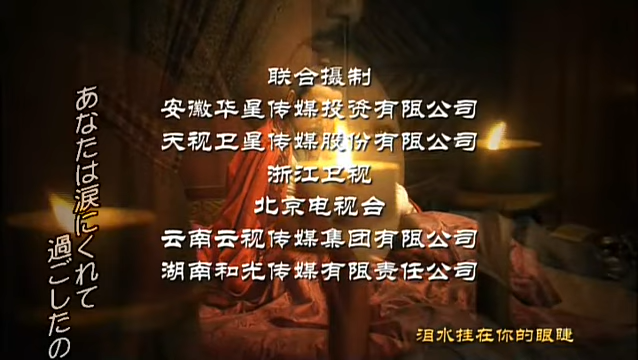 联合摄制
安徽华星传媒投资有限公司
天视卫星传媒股份有限公司
浙江卫视
北京电视台
云南云视传媒集团有限公司
湖南和光传媒有限责任公司
あなたは涙にくれて
過ごしたの
泪水挂在你的眼睫